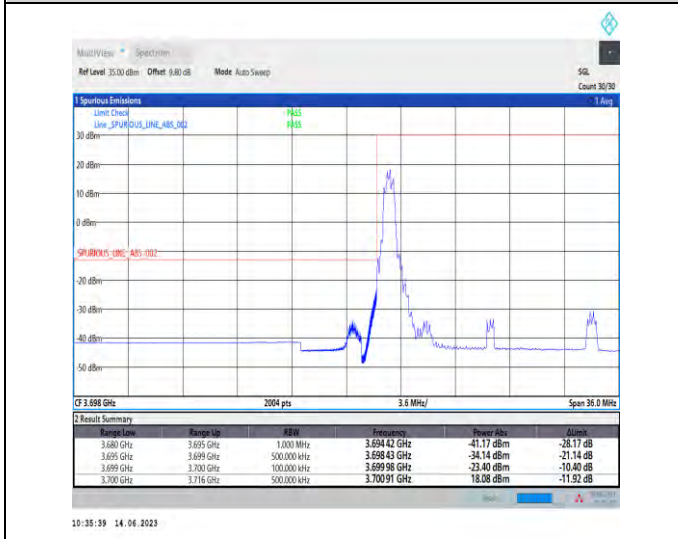 MultiView Spectrum
Ref Level 35.00 dBm Offset 9.80 dB Mode Auto Sweep SGL
Count 30/30
1 Spurious Emissions 1 Avg
Limit Check PASS
Line _SPURIOUS_LINE_ABS_002 PASS
30 dBm
20 dBm
10 dBm
0 dBm
SPURIOUS_LINE_ABS_002
-20 dBm
-30 dBm
-40 dBm
-50 dBm
CF 3.698 GHz 2004 pts 3.6 MHz/ Span 36.0 MHz
2 Result Summary
Range Low Range Up RBW Frequency Power Abs ΔLimit
3.680 GHz 3.695 GHz 1.000 MHz 3.694 42 GHz -41.17 dBm -28.17 dB
3.695 GHz 3.699 GHz 500.000 kHz 3.698 43 GHz -34.14 dBm -21.14 dB
3.699 GHz 3.700 GHz 100.000 kHz 3.699 98 GHz -23.40 dBm -10.40 dB
3.700 GHz 3.716 GHz 500.000 kHz 3.700 91 GHz 18.08 dBm -11.92 dB
10:35:39 14.06.2023